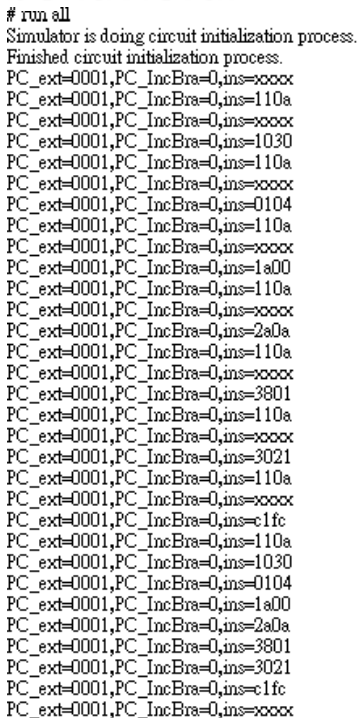 # run all
Simulator is doing circuit initialization process.
Finished circuit initialization process.
PC_ext=0001,PC_IncBra=0,ins=xxxx
PC_ext=0001,PC_IncBra=0,ins=110a
PC_ext=0001,PC_IncBra=0,ins=xxxx
PC_ext=0001,PC_IncBra=0,ins=1030
PC_ext=0001,PC_IncBra=0,ins=110a
PC_ext=0001,PC_IncBra=0,ins=xxxx
PC_ext=0001,PC_IncBra=0,ins=0104
PC_ext=0001,PC_IncBra=0,ins=110a
PC_ext=0001,PC_IncBra=0,ins=xxxx
PC_ext=0001,PC_IncBra=0,ins=1a00
PC_ext=0001,PC_IncBra=0,ins=110a
PC_ext=0001,PC_IncBra=0,ins=xxxx
PC_ext=0001,PC_IncBra=0,ins=2a0a
PC_ext=0001,PC_IncBra=0,ins=110a
PC_ext=0001,PC_IncBra=0,ins=xxxx
PC_ext=0001,PC_IncBra=0,ins=3801
PC_ext=0001,PC_IncBra=0,ins=110a
PC_ext=0001,PC_IncBra=0,ins=xxxx
PC_ext=0001,PC_IncBra=0,ins=3021
PC_ext=0001,PC_IncBra=0,ins=110a
PC_ext=0001,PC_IncBra=0,ins=xxxx
PC_ext=0001,PC_IncBra=0,ins=c1fc
PC_ext=0001,PC_IncBra=0,ins=110a
PC_ext=0001,PC_IncBra=0,ins=1030
PC_ext=0001,PC_IncBra=0,ins=0104
PC_ext=0001,PC_IncBra=0,ins=1a00
PC_ext=0001,PC_IncBra=0,ins=2a0a
PC_ext=0001,PC_IncBra=0,ins=3801
PC_ext=0001,PC_IncBra=0,ins=3021
PC_ext=0001,PC_IncBra=0,ins=c1fc
PC_ext=0001,PC_IncBra=0,ins=xxxx